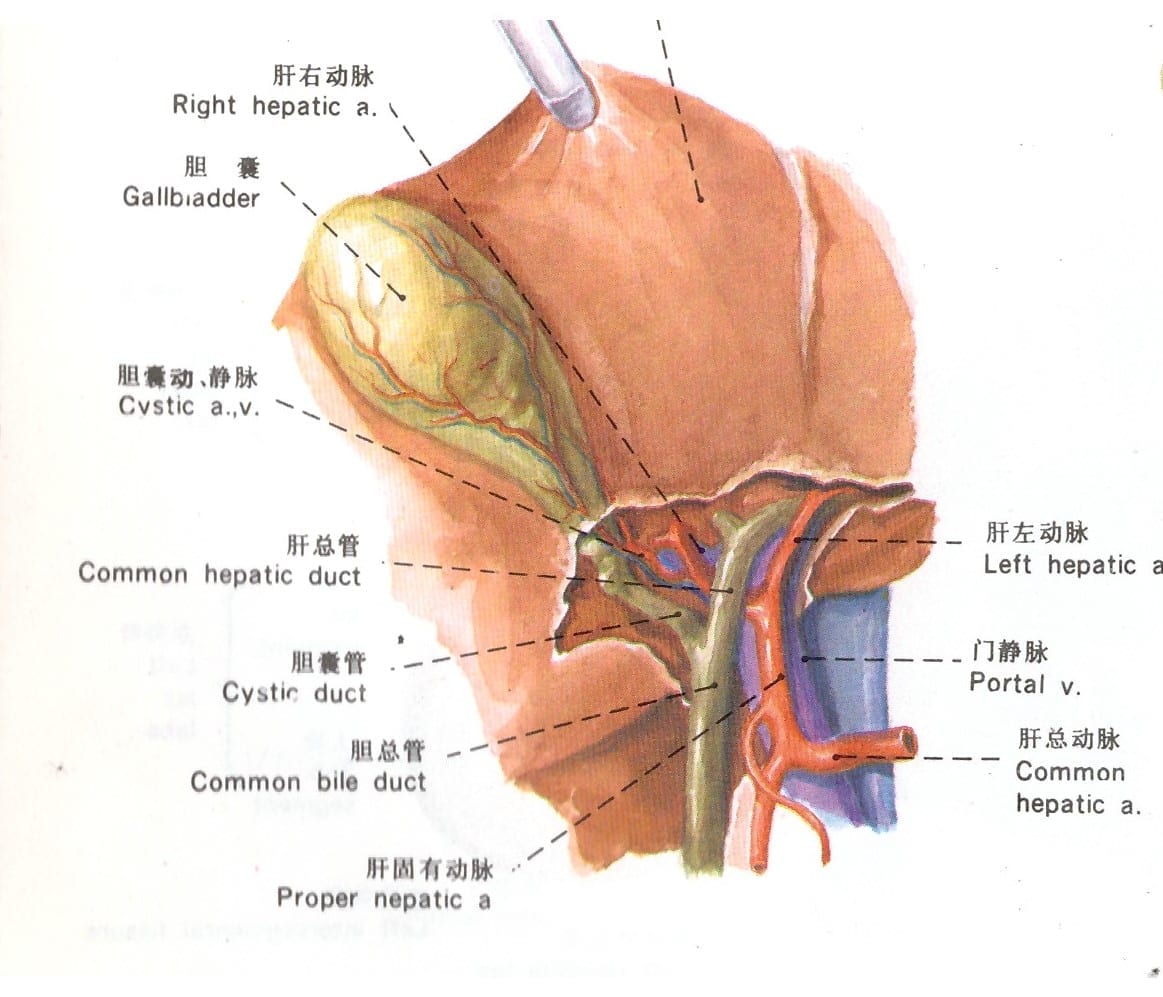 肝右动脉
Right hepatic a.
胆 囊
Gallbladder
胆囊动、静脉
Cvstic a.,v.
肝总管
Common hepatic duct
胆囊管
Cystic duct
胆总管
Common bile duct
肝固有动脉
Proper nepatic a
肝左动脉
Left hepatic a
门静脉
Portal v.
肝总动脉
Common
hepatic a.